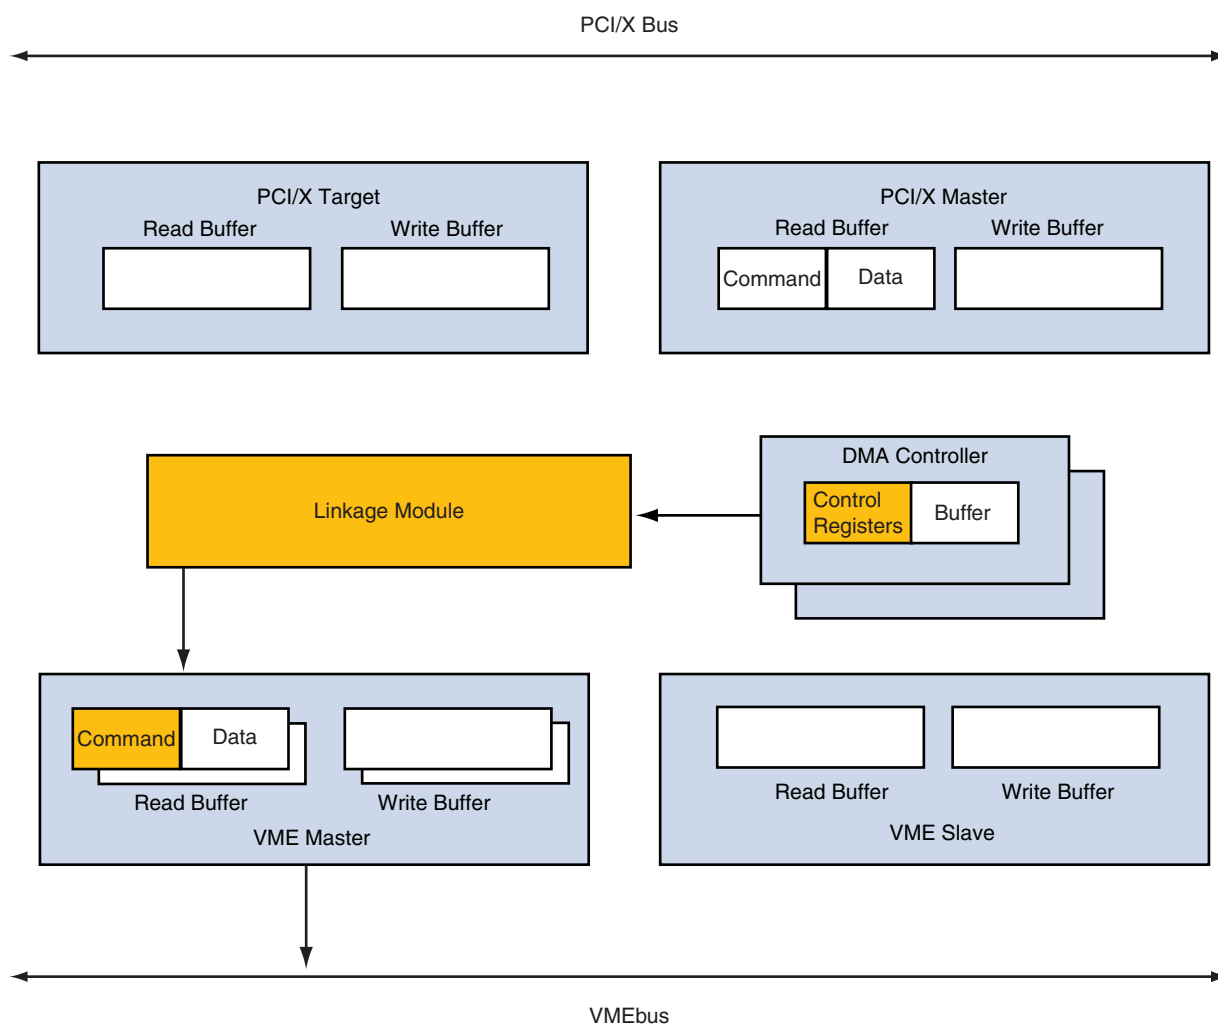 PCI/X Bus
PCI/X Target
Read Buffer
Write Buffer
PCI/X Master
Read Buffer
Write Buffer
Command
Data
Linkage Module
DMA Controller
Control
Registers
Buffer
Command
Data
Read Buffer
Write Buffer
VME Master
Read Buffer
Write Buffer
VME Slave
VMEbus